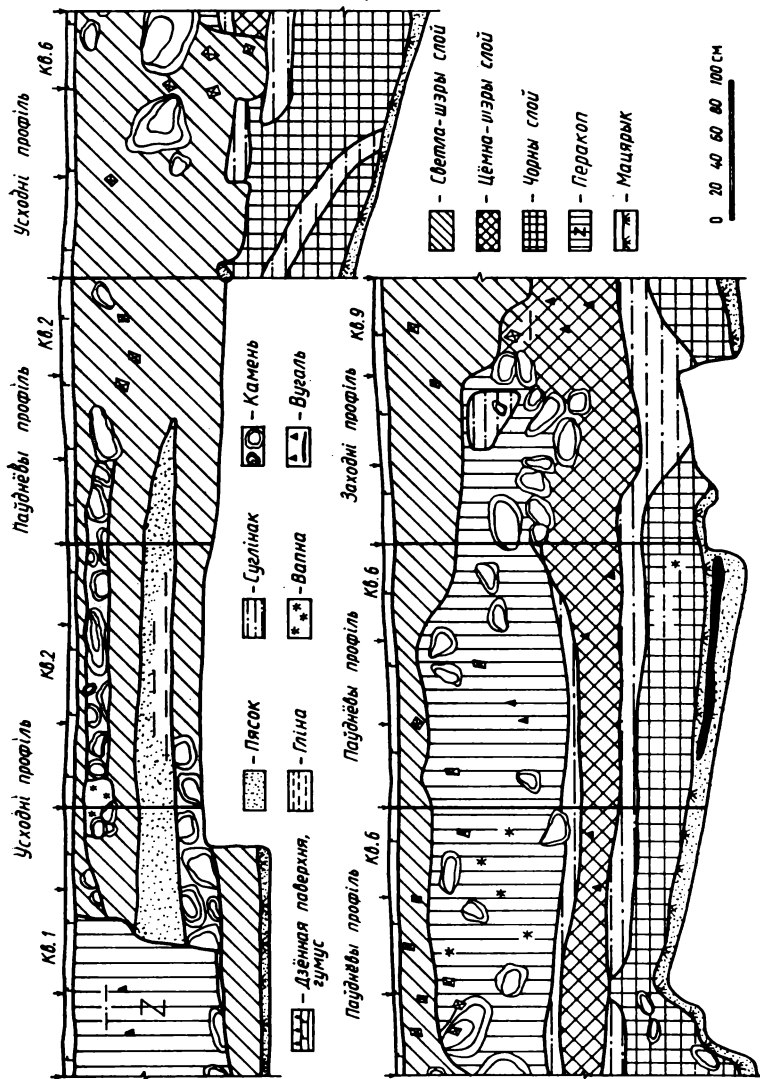 Усходні профіль
Паўднёвы профіль
Усходні профіль
Кв.1
Кв.2
Кв.2
Кв.6
Z
– Дзённая паверхня,
гумус
– Пясок
– Гліна
– Суглінак
– Вапна
– Камень
– Вугаль
– Светла-шэры слой
– Цёмна-шэры слой
– Чорны слой
Z – Перакоп
– Мацярык
0 20 40 60 80 100 см
Паўднёвы профіль
Паўднёвы профіль
Заходні профіль
Кв.6
Кв.6
Кв.9